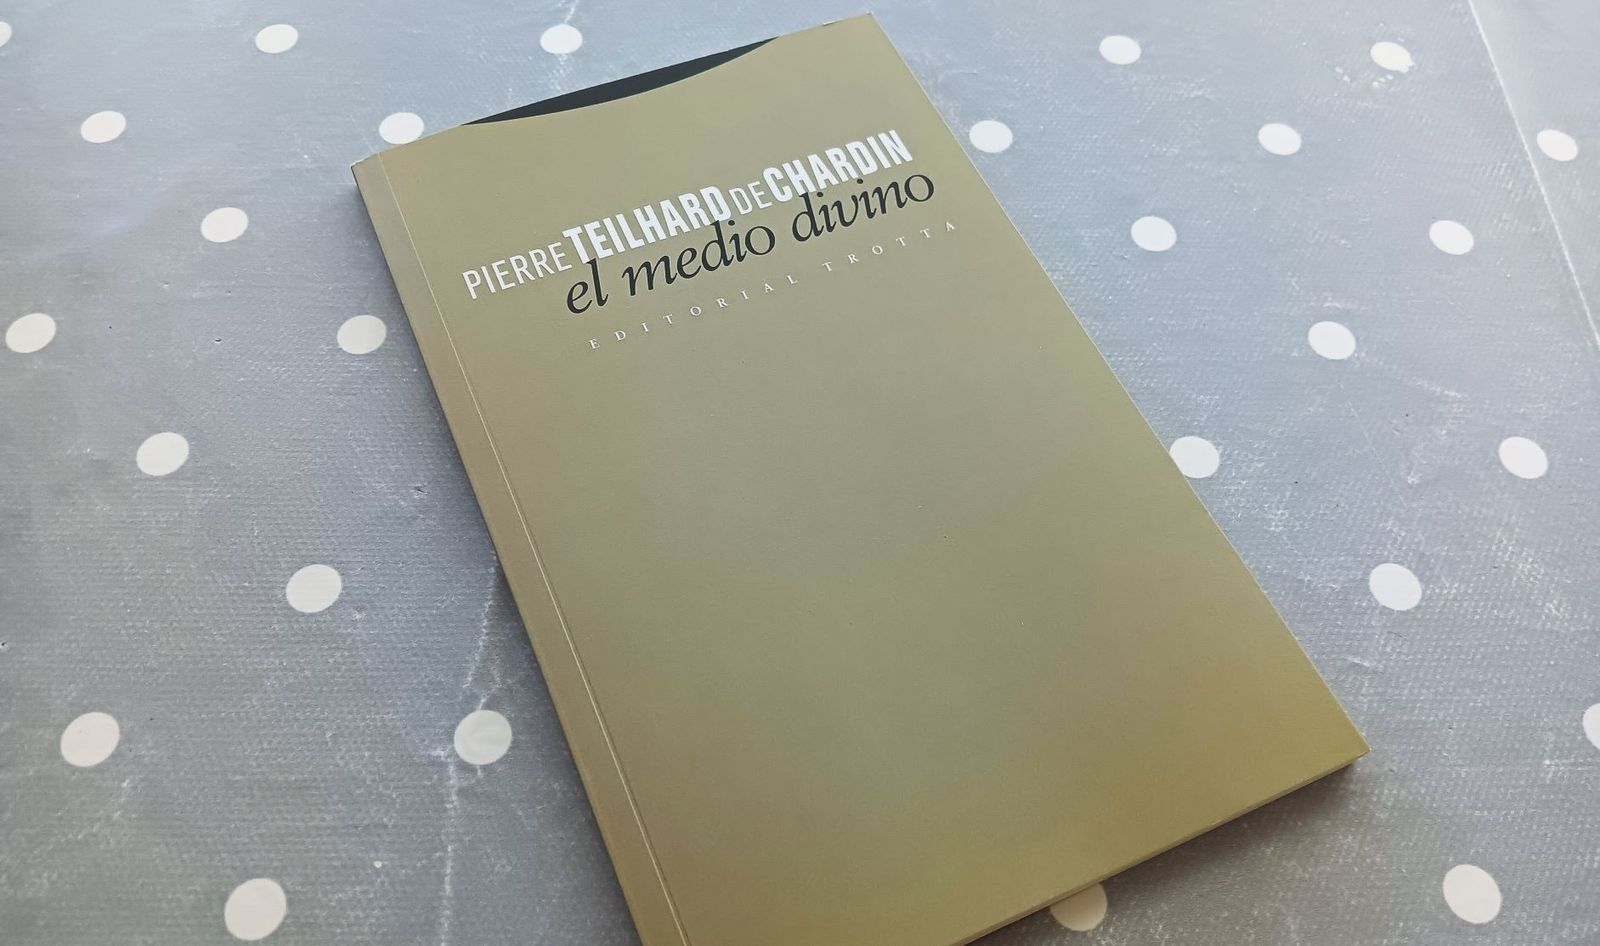 PIERRE TEILHARD DE CHARDIN
el medio divino
EDITORIAL TROTTA